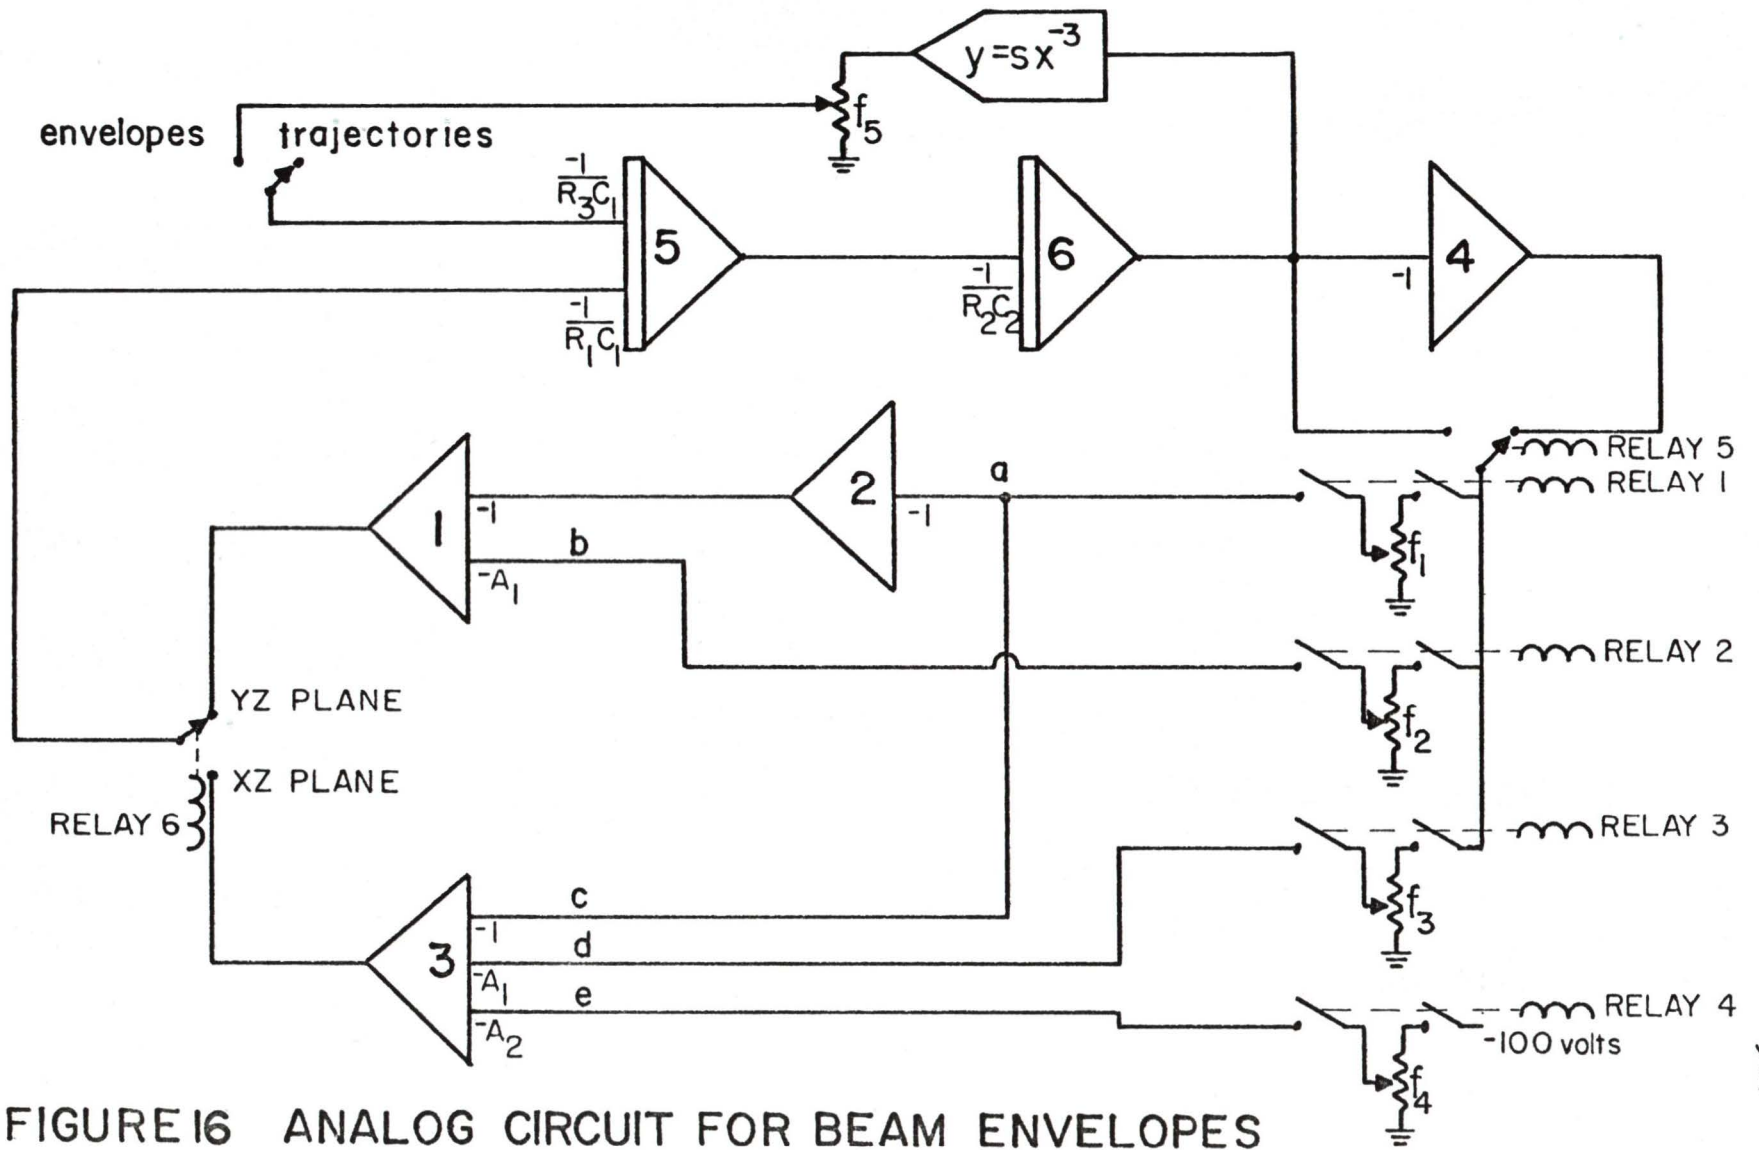 y=sx⁻³
envelopes
trajectories
f₅
-1
R₃C₁
5
-1
R₁C₁
6
-1
R₂C₂
4
-1
RELAY 5
RELAY 1
a
2
-1
1
-1
b
-A₁
f₁
RELAY 2
f₂
YZ PLANE
XZ PLANE
RELAY 6
RELAY 3
f₃
3
c
-1
d
-A₁
e
-A₂
RELAY 4
-100 volts
f₄
FIGURE 16 ANALOG CIRCUIT FOR BEAM ENVELOPES